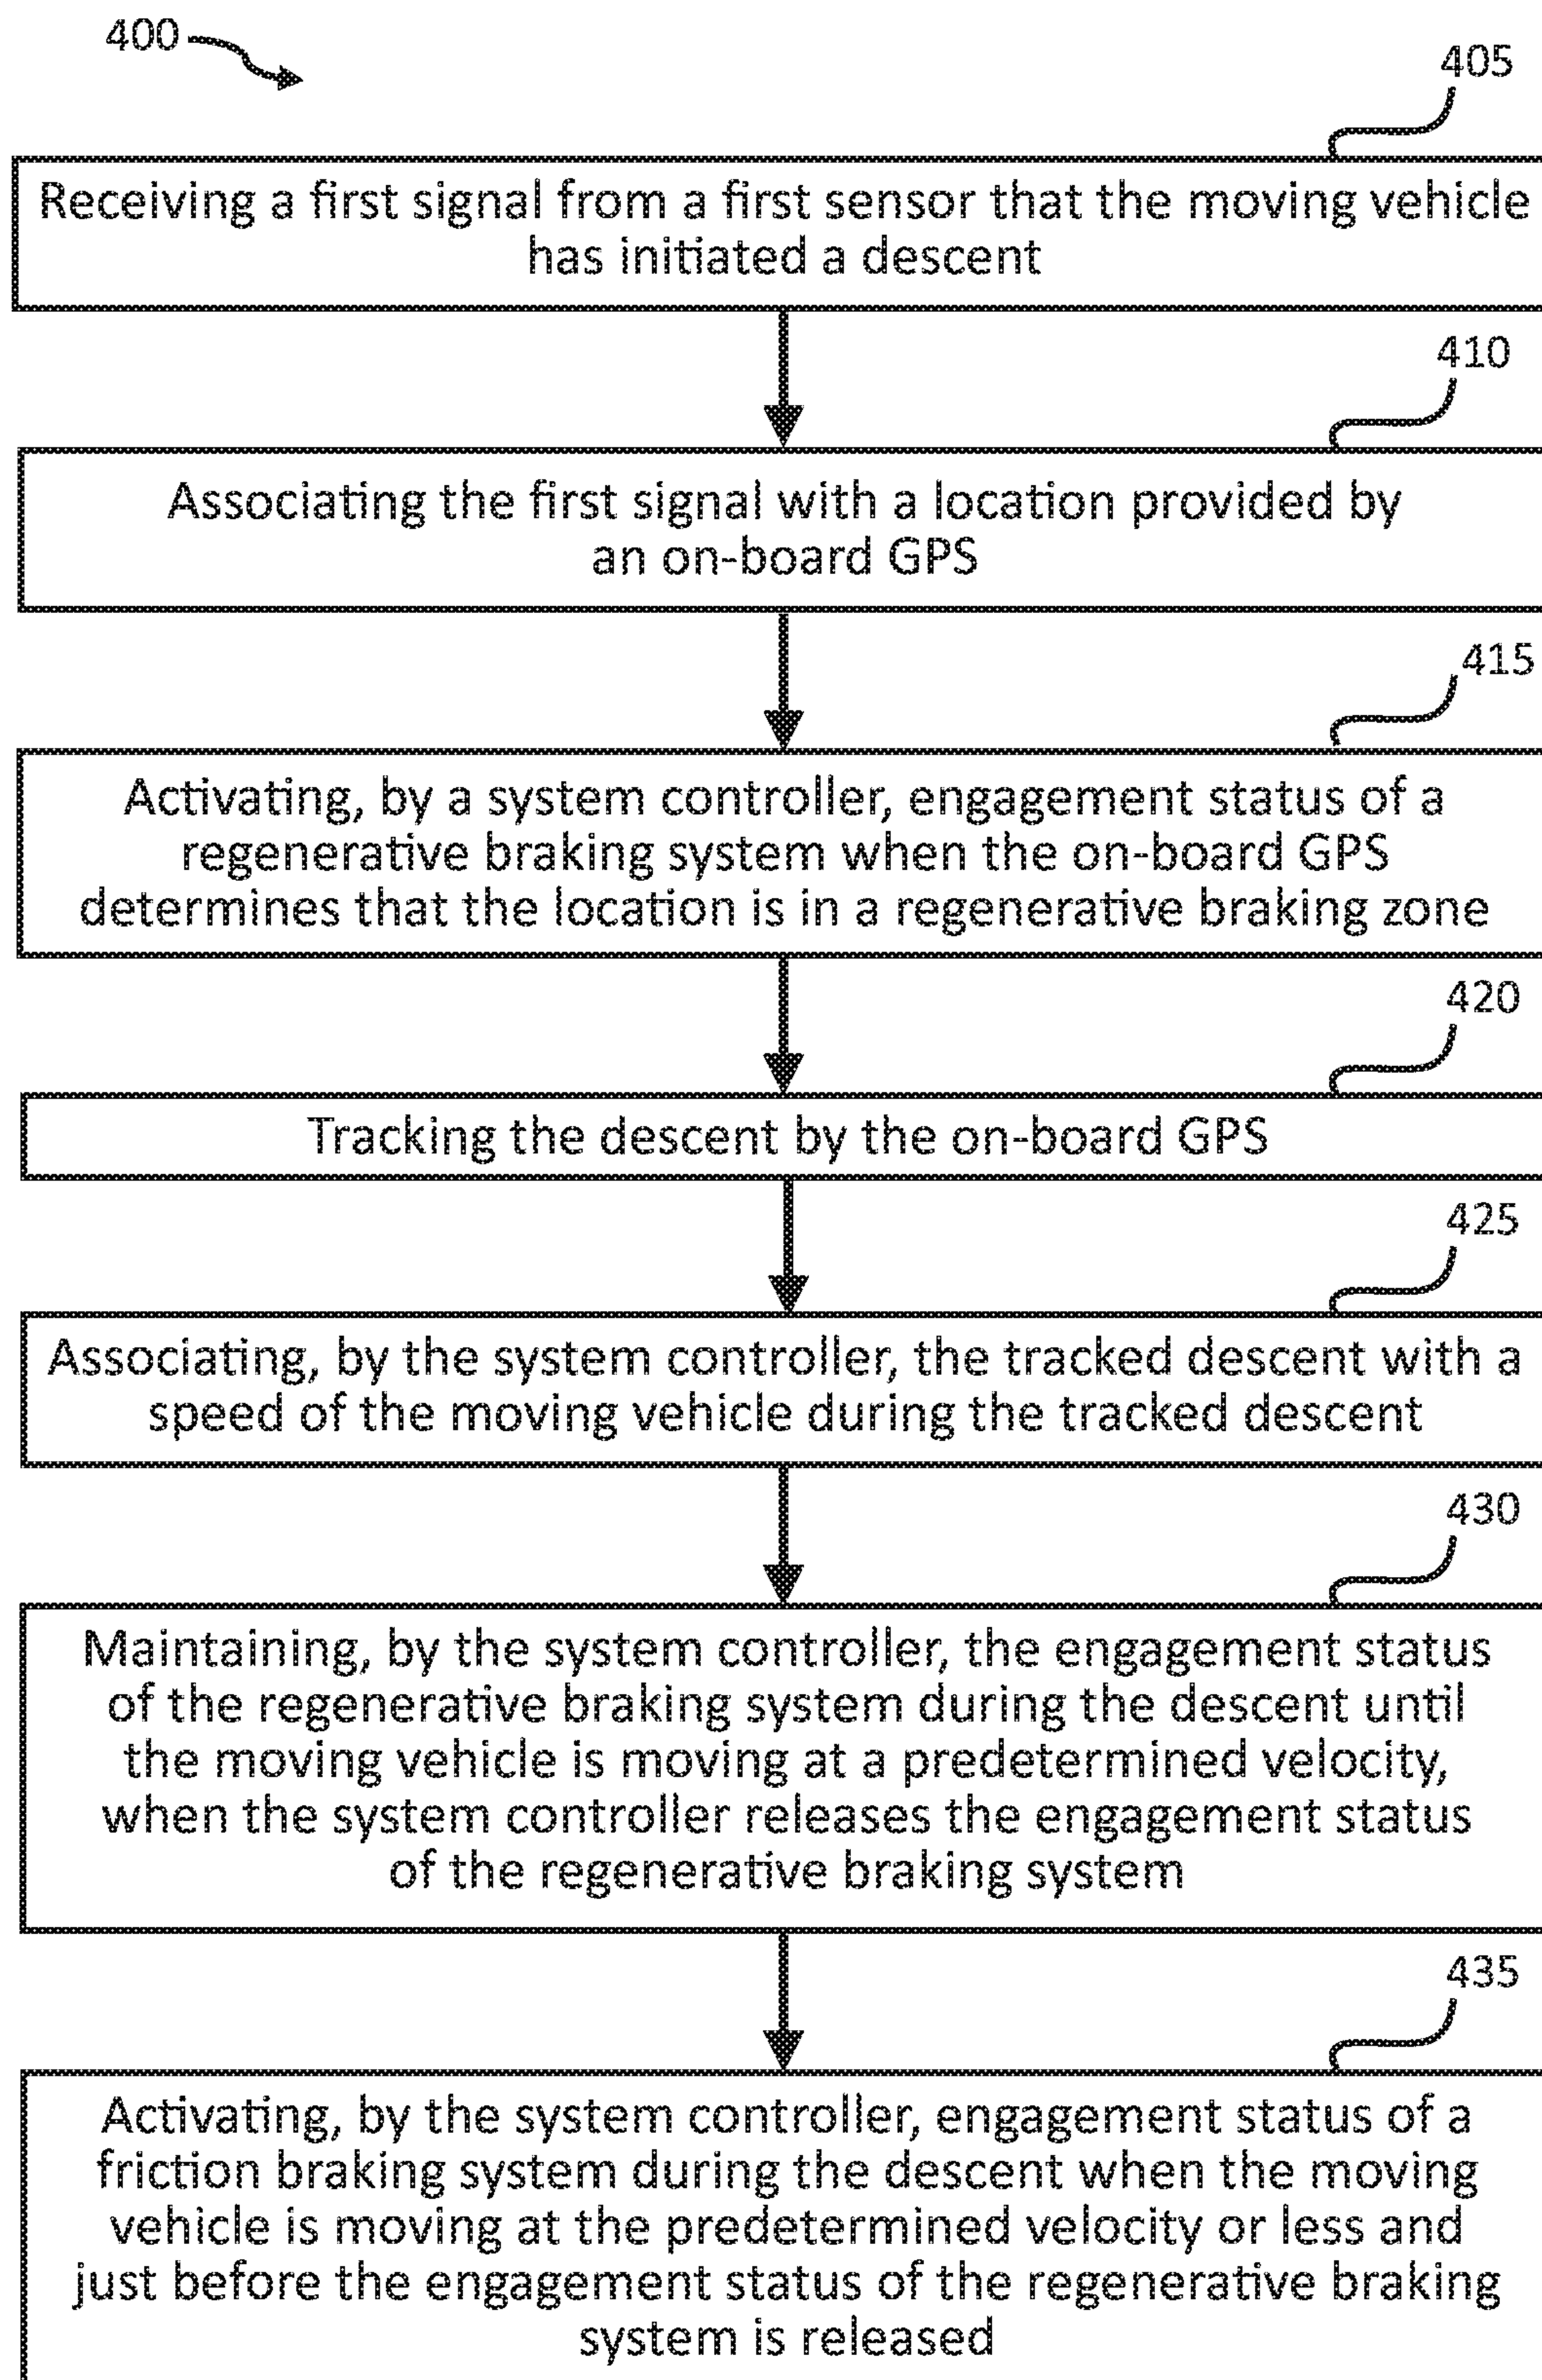 400
405
Receiving a first signal from a first sensor that the moving vehicle
has initiated a descent
410
Associating the first signal with a location provided by
an on-board GPS
415
Activating, by a system controller, engagement status of a
regenerative braking system when the on-board GPS
determines that the location is in a regenerative braking zone
420
Tracking the descent by the on-board GPS
425
Associating, by the system controller, the tracked descent with a
speed of the moving vehicle during the tracked descent
430
Maintaining, by the system controller, the engagement status
of the regenerative braking system during the descent until
the moving vehicle is moving at a predetermined velocity,
when the system controller releases the engagement status
of the regenerative braking system
435
Activating, by the system controller, engagement status of a
friction braking system during the descent when the moving
vehicle is moving at the predetermined velocity or less and
just before the engagement status of the regenerative braking
system is released